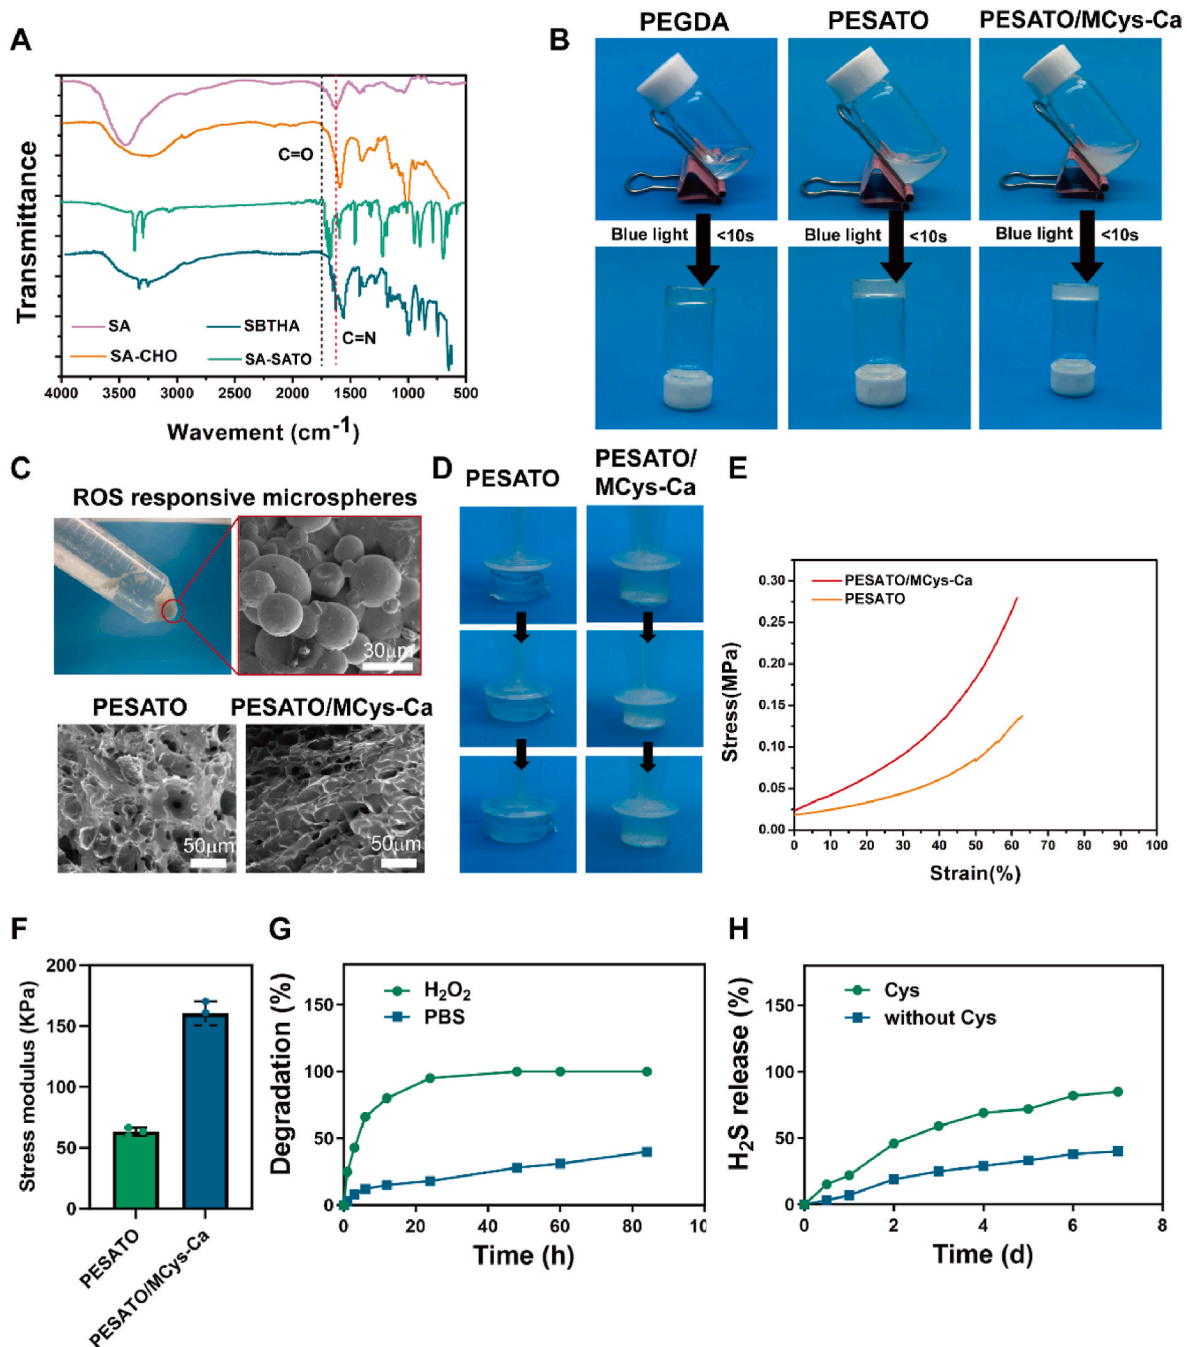 A
Transmittance
C=O
C=N
SA
SBTHA
SA-CHO
SA-SATO
4000 3500 3000 2500 2000 1500 1000 500
Wavement (cm⁻¹)
B
PEGDA PESATO PESATO/MCys-Ca
Blue light <10s Blue light <10s Blue light <10s
C
ROS responsive microspheres
30μm
PESATO PESATO/MCys-Ca
50μm 50μm
D
PESATO
PESATO/
MCys-Ca
E
Stress(MPa)
0.30
0.25
0.20
0.15
0.10
0.05
0.00
PESATO/MCys-Ca
PESATO
0 10 20 30 40 50 60 70 80 90 100
Strain(%)
F
Stress modulus (KPa)
200
150
100
50
0
PESATO
PESATO/MCys-Ca
G
Degradation (%)
150
100
50
0
H₂O₂
PBS
0 20 40 60 80 10
Time (h)
H
H₂S release (%)
150
100
50
0
Cys
without Cys
0 2 4 6 8
Time (d)